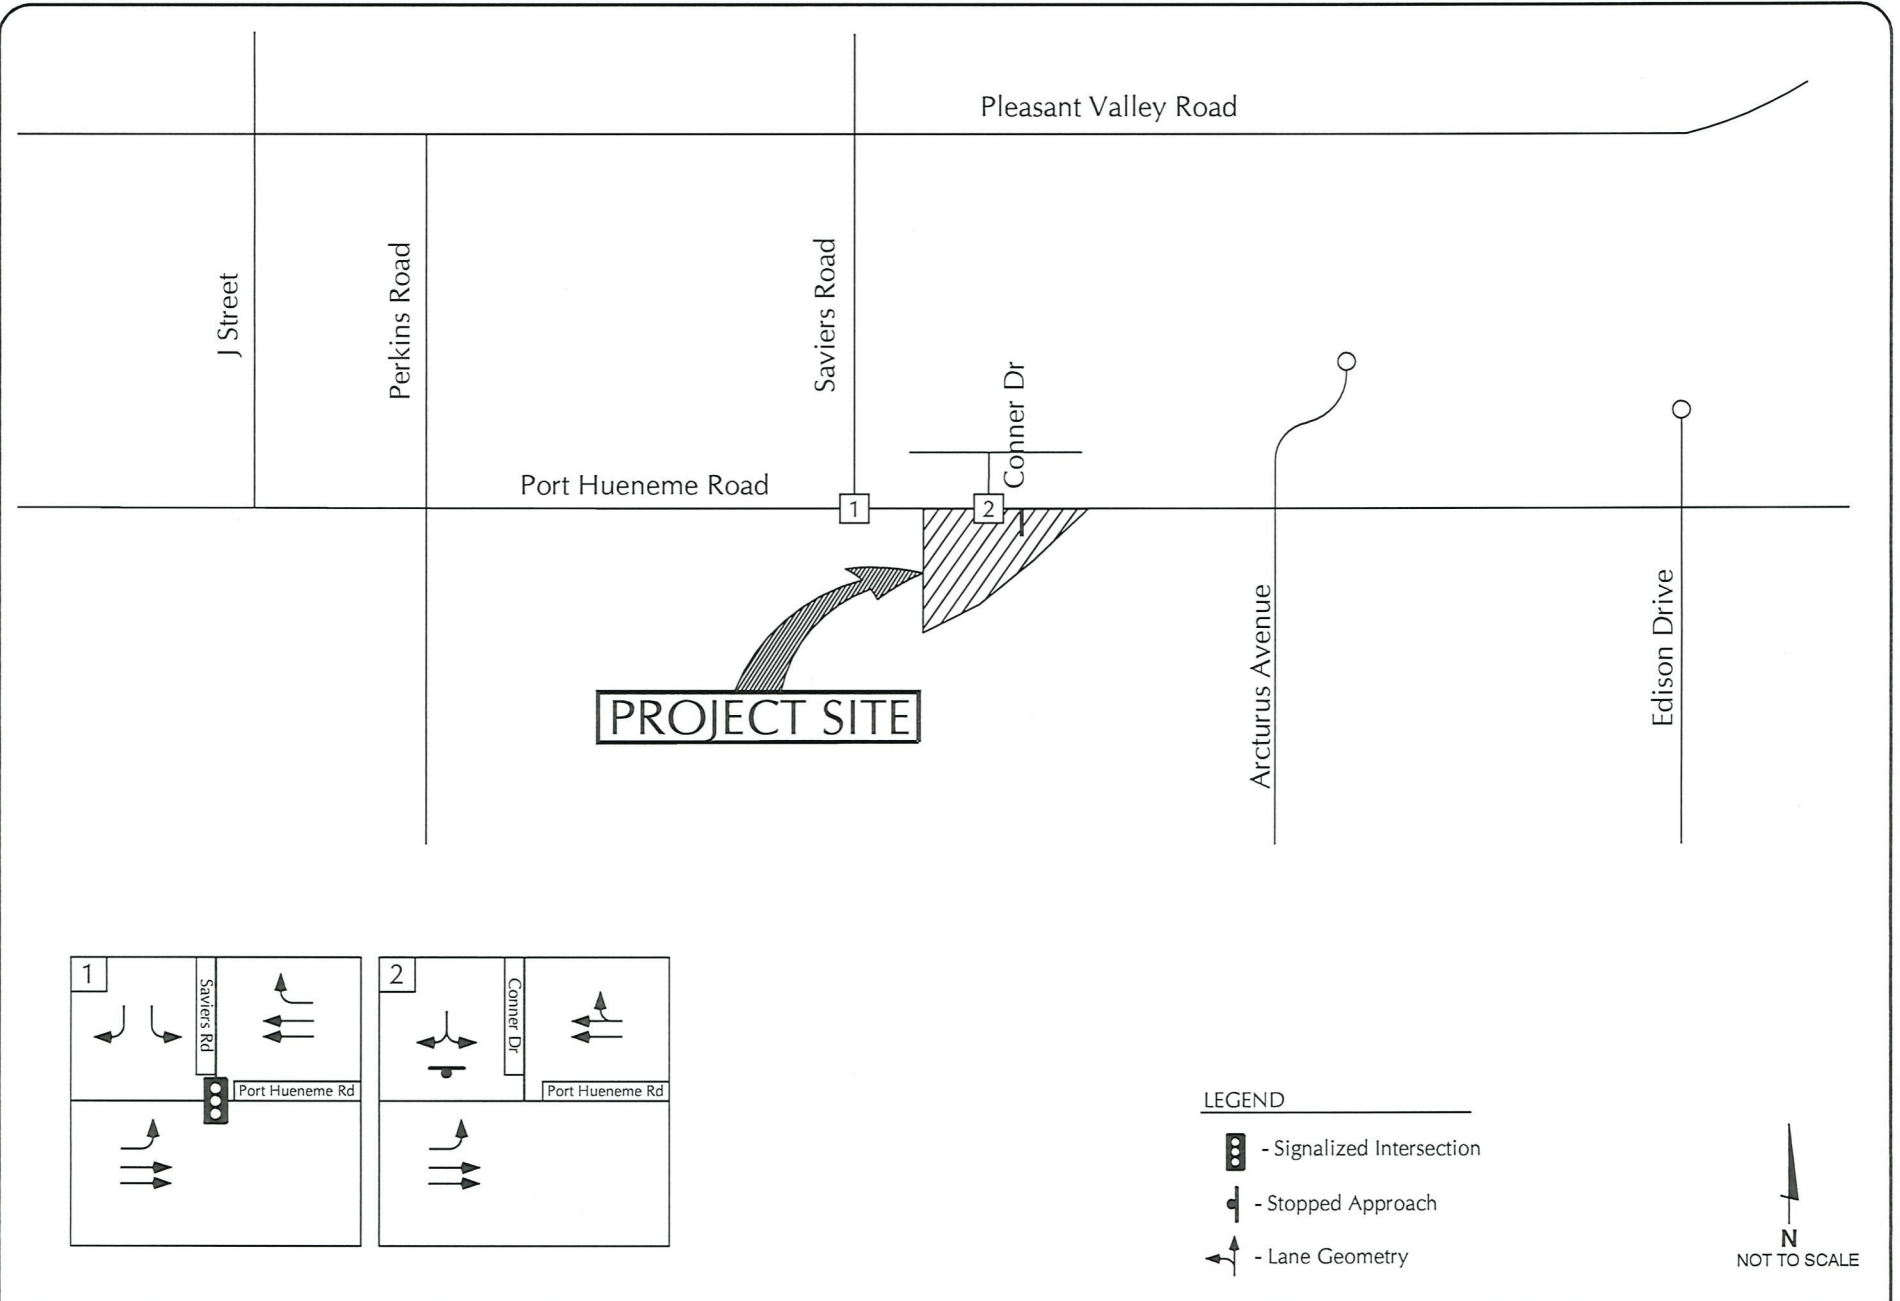 Pleasant Valley Road
J Street
Perkins Road
Saviers Road
Conner Dr
Port Hueneme Road
1
2
Arcturus Avenue
Edison Drive
PROJECT SITE
1
Saviers Rd
Port Hueneme Rd
2
Conner Dr
Port Hueneme Rd
LEGEND
- Signalized Intersection
- Stopped Approach
- Lane Geometry
N
NOT TO SCALE